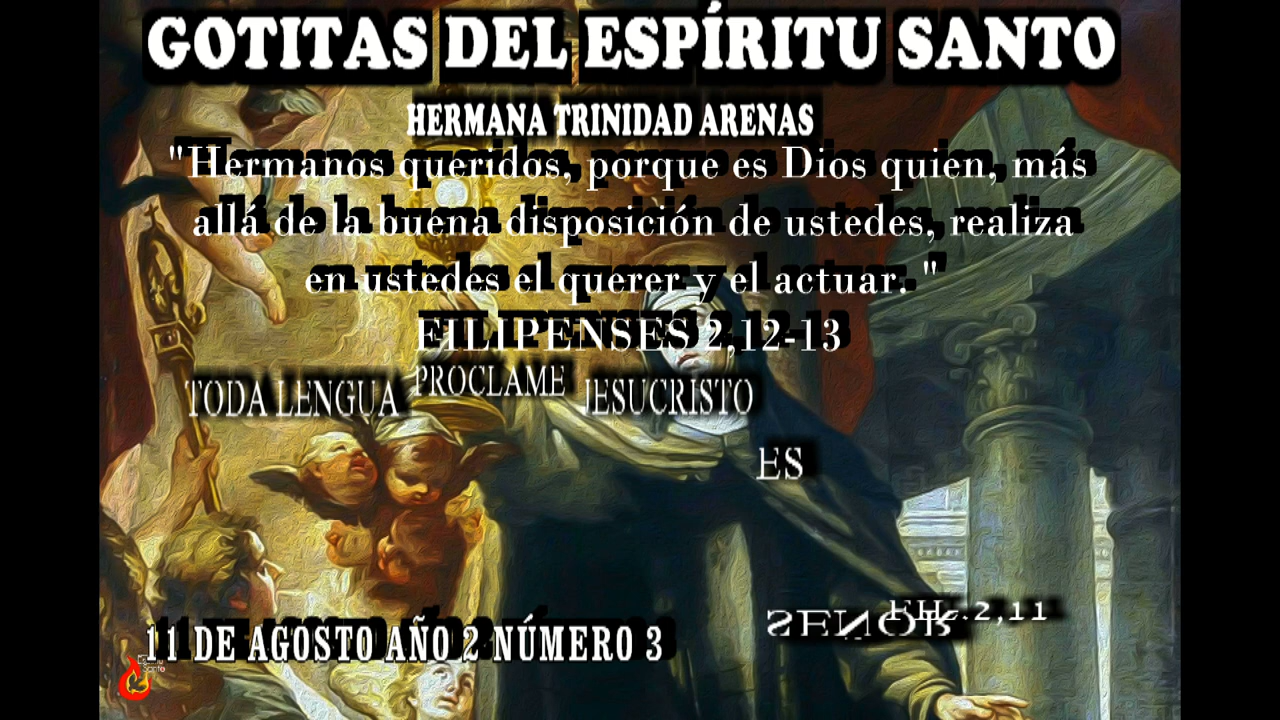 GOTITAS DEL ESPÍRITU SANTO
HERMANA TRINIDAD ARENAS
"Hermanos queridos, porque es Dios quien, más
allá de la buena disposición de ustedes, realiza
en ustedes el querer y el actuar. "
FILIPENSES 2,12-13
TODA LENGUA PROCLAME JESUCRISTO
ES
SEÑOR FIL.2,11
11 DE AGOSTO AÑO 2 NÚMERO 3
Espíritu
Santo